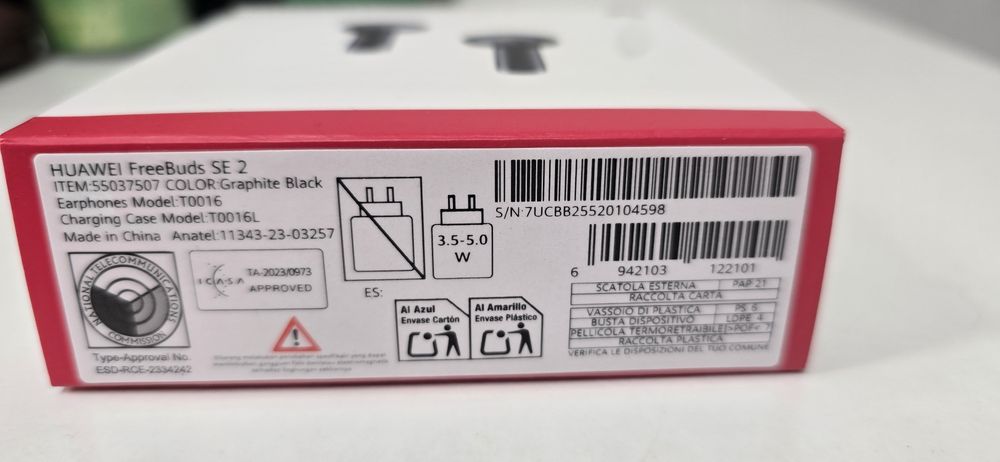 HUAWEI FreeBuds SE 2
ITEM:55037507 COLOR:Graphite Black
Earphones Model:T0016
Charging Case Model:T0016L
Made in China Anatel:11343-23-03257
NATIONAL TELECOMMUNICATIONS COMMISSION
Type-Approval No.
ESD-RCE-2334242
ICASA TA-2023/0973
APPROVED
3.5-5.0
W
ES:
Al Azul
Envase Cartón
Al Amarillo
Envase Plástico
S/N:7UCBB25520104598
6 942103 122101
SCATOLA ESTERNA PAP 21
RACCOLTA CARTA
VASSOIO DI PLASTICA PS 6
BUSTA DISPOSITIVO LDPE 4
PELLICOLA TERMORETRAIBILE >POF< 7
RACCOLTA PLASTICA
VERIFICA LE DISPOSIZIONI DEL TUO COMUNE